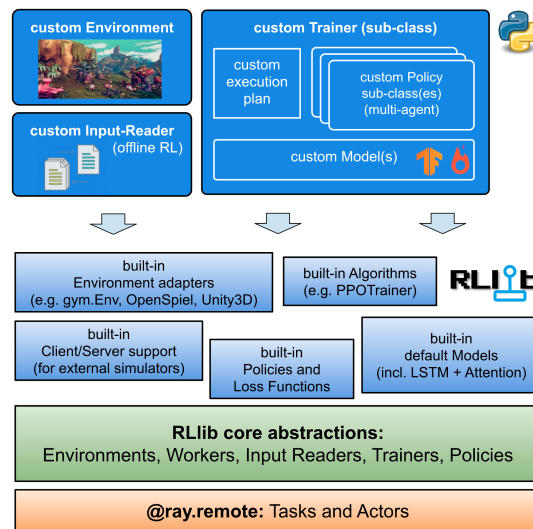 custom Environment
custom Input-Reader
(offline RL)
custom Trainer (sub-class)
custom
execution
plan
custom Policy
sub-class(es)
(multi-agent)
custom Model(s)
built-in
Environment adapters
(e.g. gym.Env, OpenSpiel, Unity3D)
built-in Algorithms
(e.g. PPOTrainer)
RLlib
built-in
Client/Server support
(for external simulators)
built-in
Policies and
Loss Functions
built-in
default Models
(incl. LSTM + Attention)
RLlib core abstractions:
Environments, Workers, Input Readers, Trainers, Policies
@ray.remote: Tasks and Actors